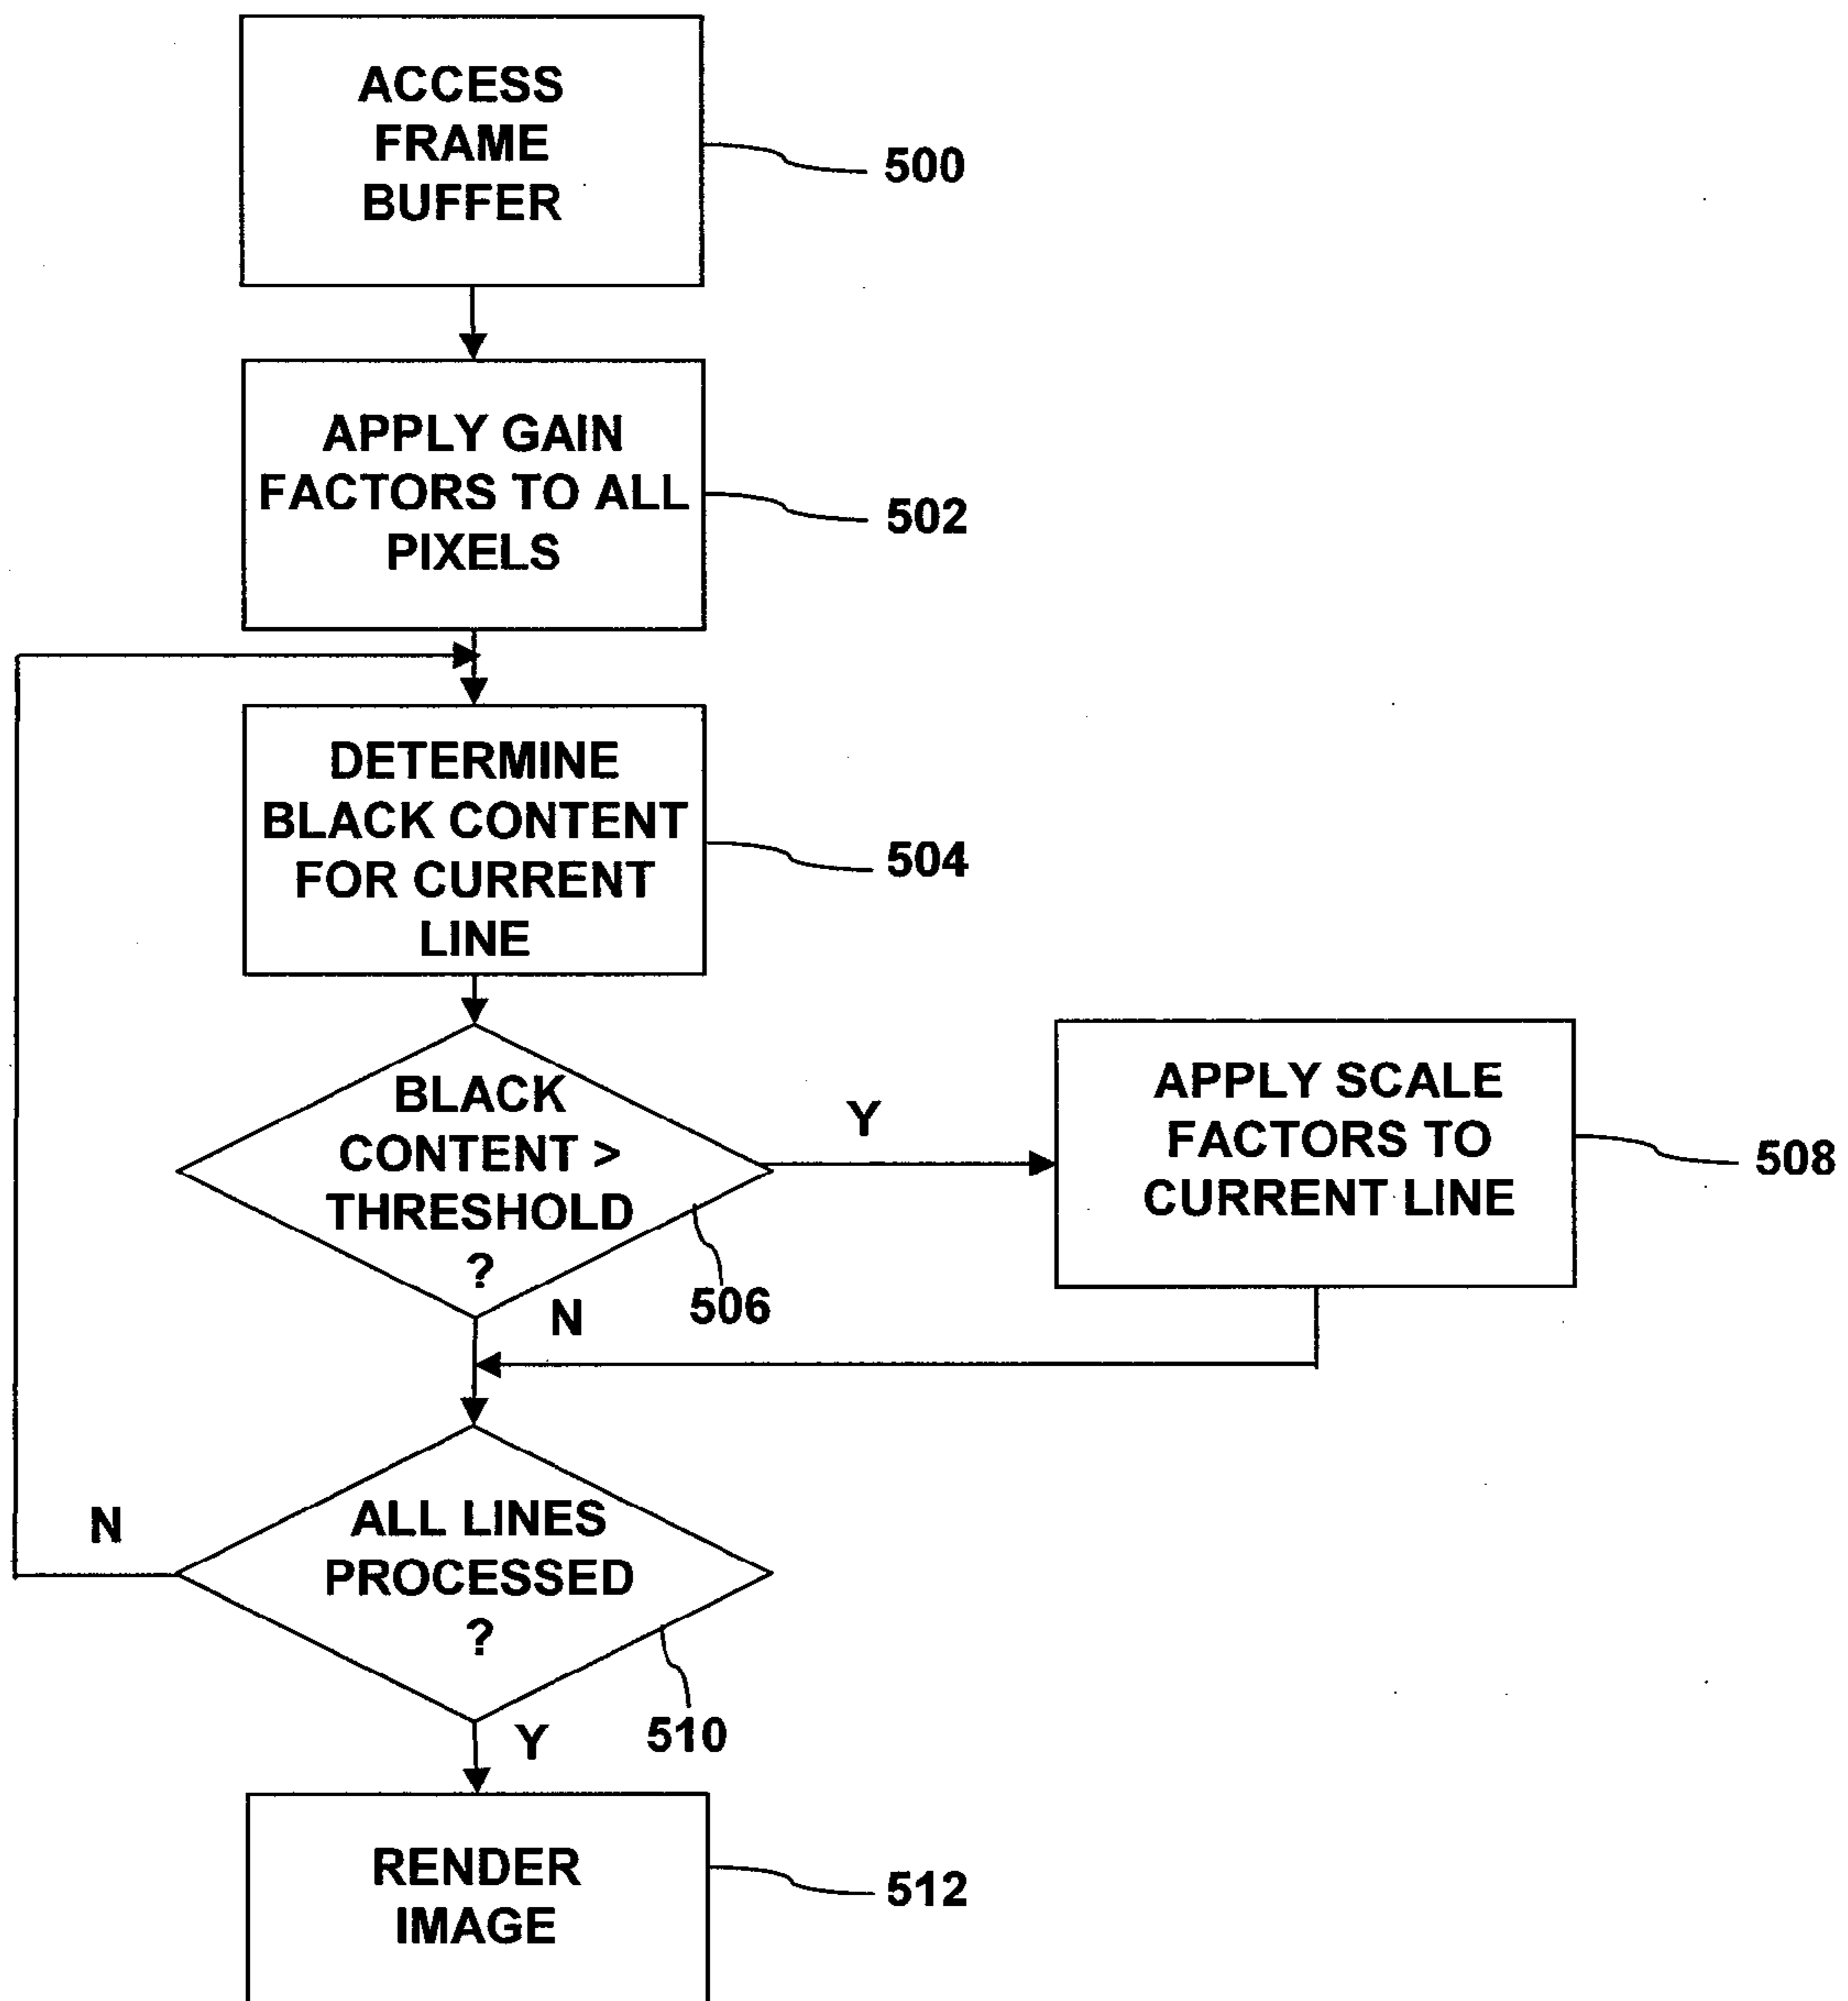 ACCESS
FRAME
BUFFER
500
APPLY GAIN
FACTORS TO ALL
PIXELS
502
DETERMINE
BLACK CONTENT
FOR CURRENT
LINE
504
BLACK
CONTENT >
THRESHOLD
?
506
Y
N
APPLY SCALE
FACTORS TO
CURRENT LINE
508
ALL LINES
PROCESSED
?
510
N
Y
RENDER
IMAGE
512